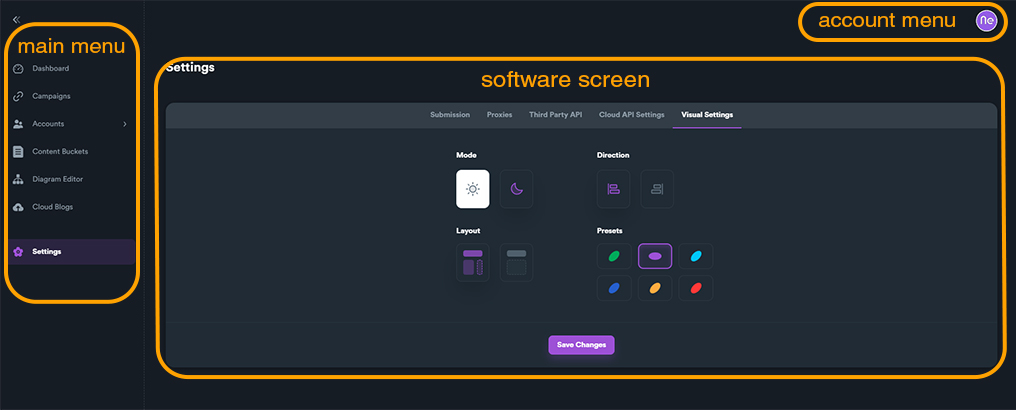 main menu
Dashboard
Campaigns
Accounts
Content Buckets
Diagram Editor
Cloud Blogs
Settings
account menu
ne
Settings
software screen
Submission Proxies Third Party API Cloud API Settings Visual Settings
Mode Direction
Layout Presets
Save Changes